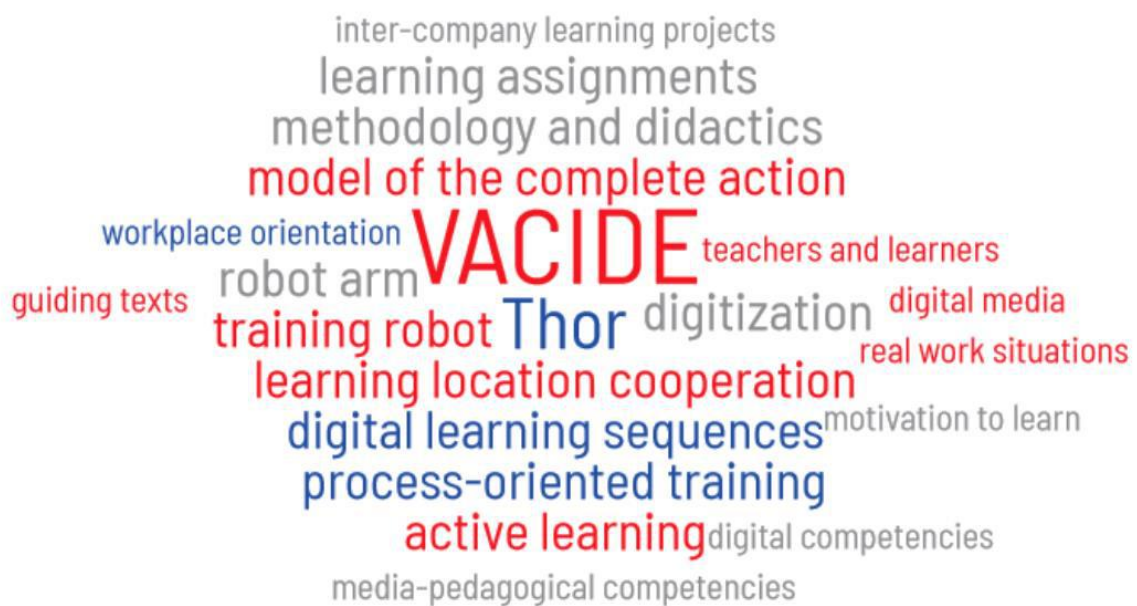 inter-company learning projects
learning assignments
methodology and didactics
model of the complete action
workplace orientation
VACIDE
teachers and learners
robot arm
guiding texts
digitization
digital media
training robot
Thor
real work situations
learning location cooperation
digital learning sequences
motivation to learn
process-oriented training
active learning
digital competencies
media-pedagogical competencies